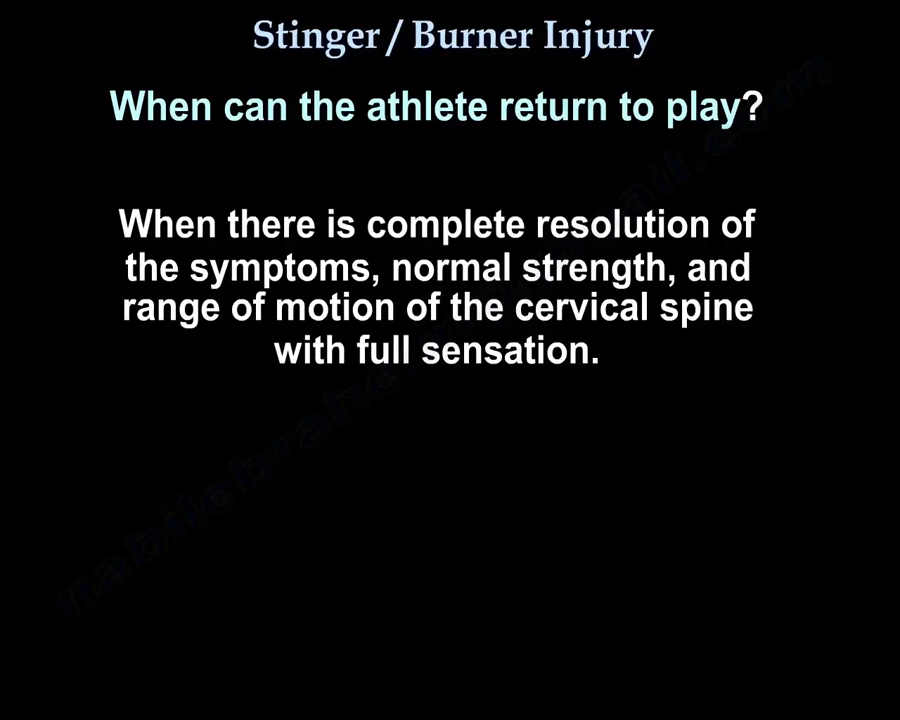 Stinger / Burner Injury
When can the athlete return to play?
When there is complete resolution of
the symptoms, normal strength, and
range of motion of the cervical spine
with full sensation.